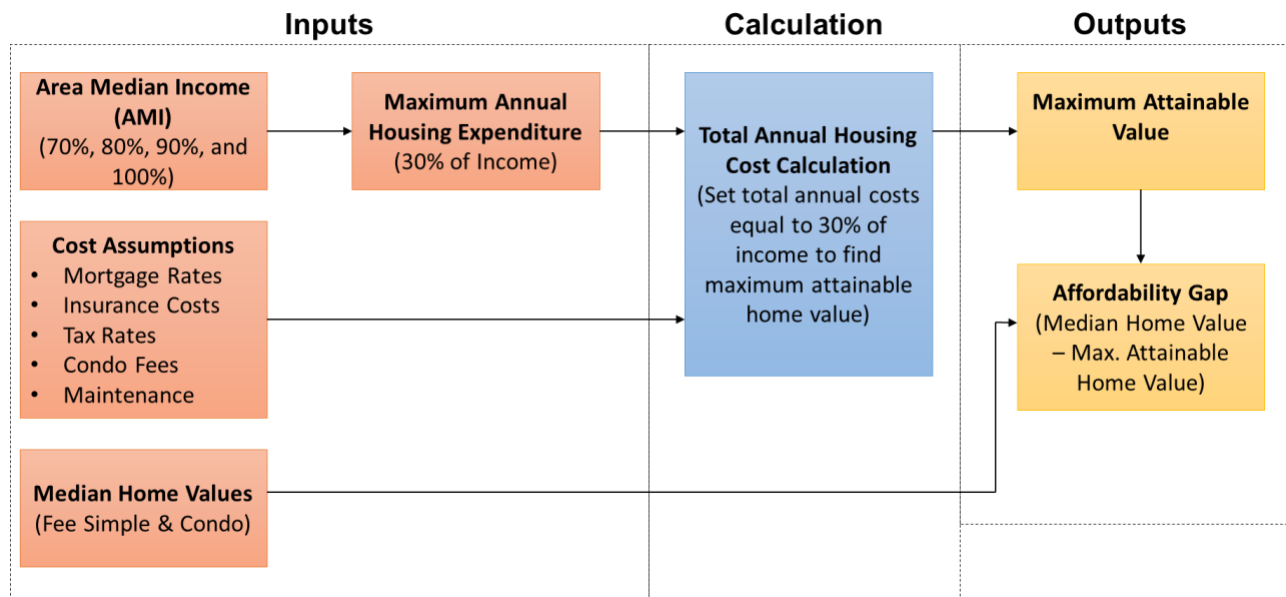 Inputs
Calculation
Outputs
Area Median Income
(AMI)
(70%, 80%, 90%, and
100%)
Maximum Annual
Housing Expenditure
(30% of Income)
Total Annual Housing
Cost Calculation
(Set total annual costs
equal to 30% of
income to find
maximum attainable
home value)
Maximum Attainable
Value
Cost Assumptions
• Mortgage Rates
• Insurance Costs
• Tax Rates
• Condo Fees
• Maintenance
Affordability Gap
(Median Home Value
– Max. Attainable
Home Value)
Median Home Values
(Fee Simple & Condo)